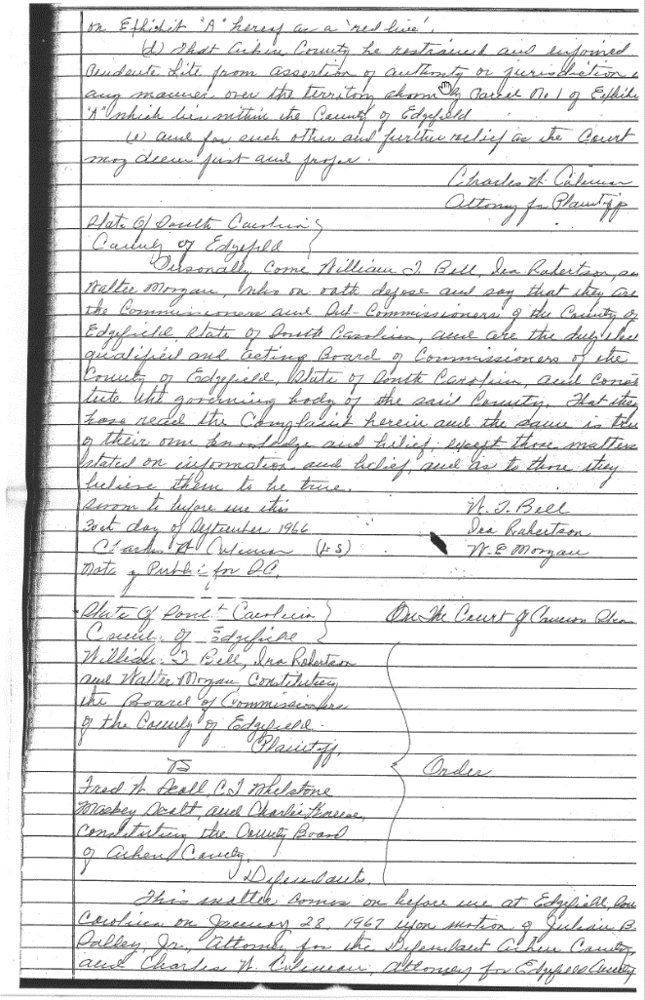 on Exhibit "A" hereof as a 'red line'.
(d) That Aiken County be restrained and enjoined
Pendente Lite from assertion of authority or jurisdiction
any manner over the territory shown by Parcel No 1 of Exhibit
"A" which lies within the County of Edgefield
(e) and for such other and further relief as the Court
may deem just and proper.
Charles W. Coleman
Attorney for Plaintiff
State Of South Carolina
County of Edgefield
Personally come William T. Bell, Ira Robertson, an
Walter Morgan, who on oath depose and say that they are
the Commissioners and Commissioners of the County of
Edgefield State of South Carolina, and are the duly elec
qualified and acting Board of Commissioners of the
County of Edgefield, State of South Carolina, and consti
tute the governing body of the said County. That they
have read the Complaint herein and the same is true
of their own knowledge and belief, except those matters
stated on information and belief, and as to those they
believe them to be true.
Sworn to before me this
day of September 1966
Charles W Coleman (LS)
Notary Public for S.C.
W. T. Bell
Ira Robertson
W. E Morgan
State Of South Carolina
County of Edgefield
In The Court of Common Pleas
William T Bell, Ira Robertson
and Walter Morgan Constituting
the Board of Commissioners
of the County of Edgefield.
Plaintiff,
vs
Order
Fred W. Scott, C. T Whetstone
Scott, and Charlie
Constituting the County Board
of Aiken County,
Defendants.
This matter comes on before me at Edgefield, Sou
Carolina on January 28, 1967 upon motion of Julian B.
Salley, Jr., Attorney for the Defendant Aiken County,
and Charles W. Coleman, Attorney for Edgefield County